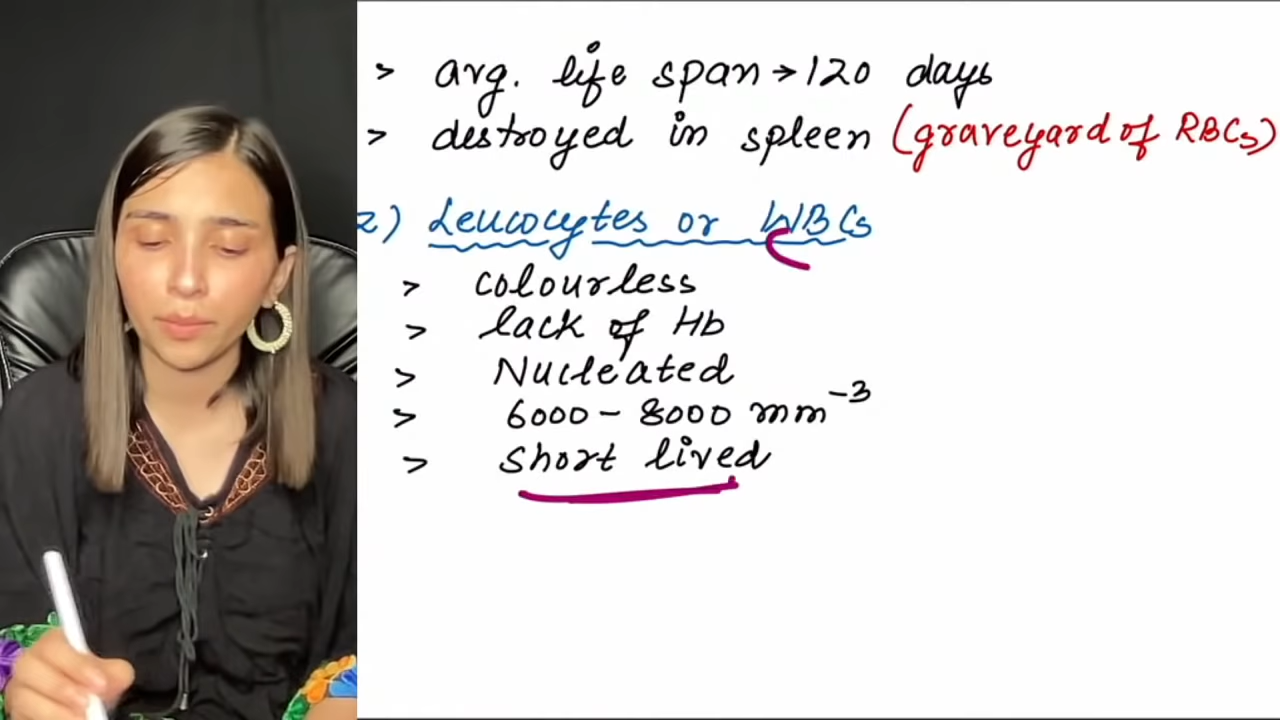 > avg. life span → 120 days
> destroyed in spleen (graveyard of RBCs)
2) Leucocytes or WBCs
> Colourless
> lack of Hb
> Nucleated
> 6000 - 8000 mm⁻³
> Short lived